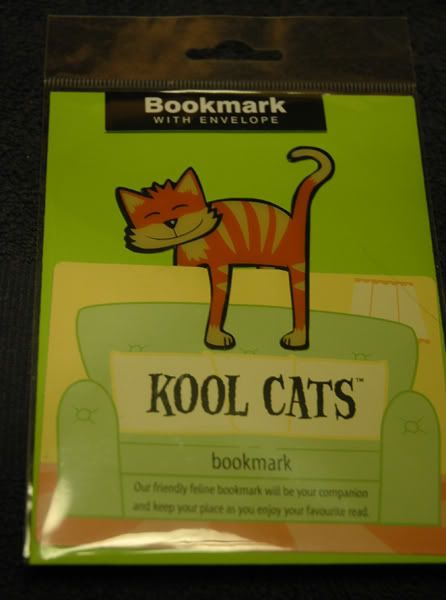 Bookmark
WITH ENVELOPE
KOOL CATS™
bookmark
Our friendly feline bookmark will be your companion
and keep your place as you enjoy your favourite read.